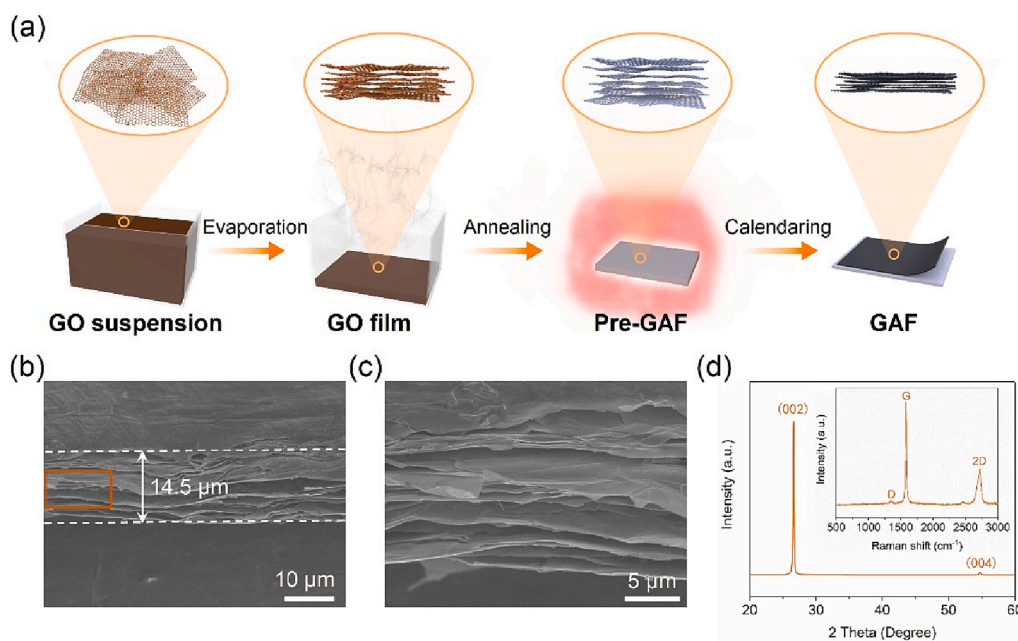 (a)
Evaporation
Annealing
Calendaring
GO suspension
GO film
Pre-GAF
GAF
(b)
14.5 μm
10 μm
(c)
5 μm
(d)
Intensity (a.u.)
(002)
(004)
20
30
40
50
60
2 Theta (Degree)
Intensity (a.u.)
G
D
2D
500
1000
1500
2000
2500
3000
Raman shift (cm⁻¹)